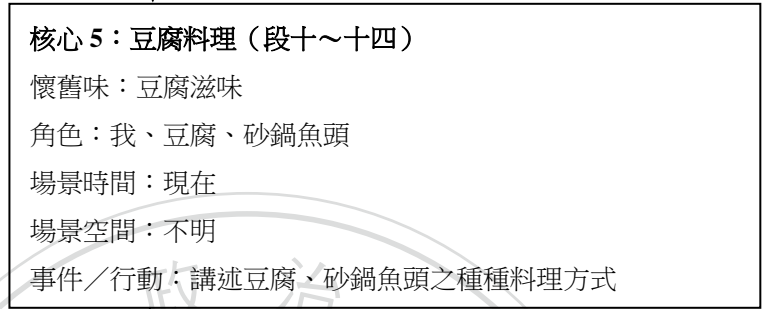 核心 5：豆腐料理（段十～十四）
懷舊味：豆腐滋味
角色：我、豆腐、砂鍋魚頭
場景時間：現在
場景空間：不明
事件／行動：講述豆腐、砂鍋魚頭之種種料理方式
政治